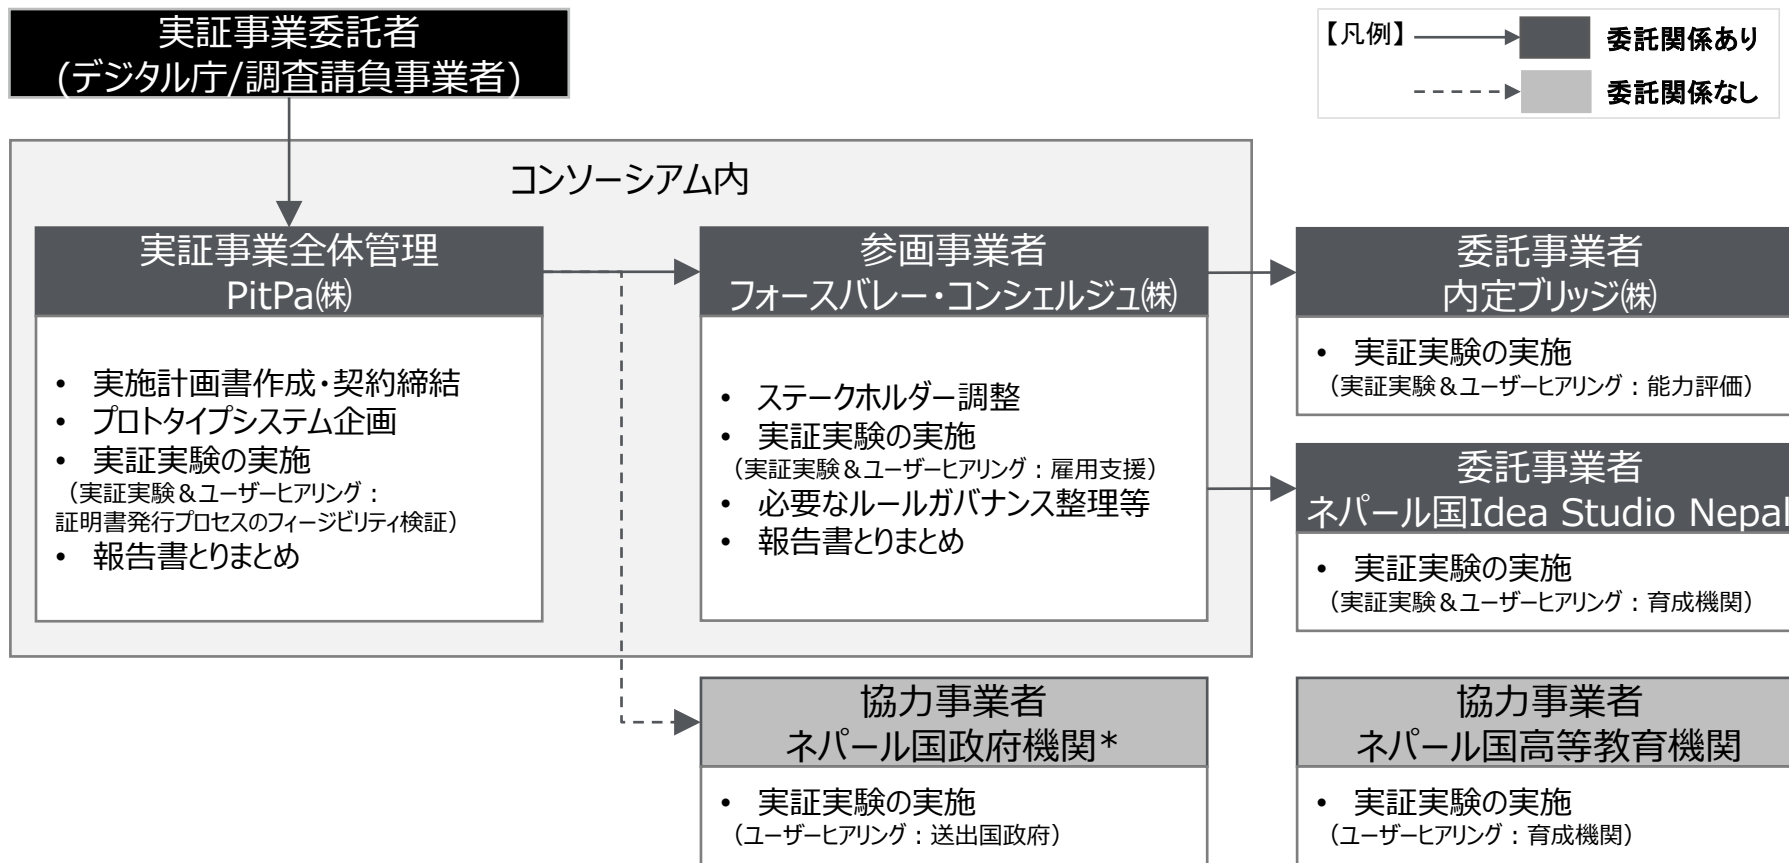 実証事業委託者
(デジタル庁/調査請負事業者)
【凡例】
委託関係あり
委託関係なし
コンソーシアム内
実証事業全体管理
PitPa㈱
• 実施計画書作成・契約締結
• プロトタイプシステム企画
• 実証実験の実施
（実証実験＆ユーザーヒアリング：
証明書発行プロセスのフィージビリティ検証）
• 報告書とりまとめ
参画事業者
フォースバレー・コンシェルジュ㈱
• ステークホルダー調整
• 実証実験の実施
（実証実験＆ユーザーヒアリング：雇用支援）
• 必要なルールガバナンス整理等
• 報告書とりまとめ
委託事業者
内定ブリッジ㈱
• 実証実験の実施
（実証実験＆ユーザーヒアリング：能力評価）
委託事業者
ネパール国Idea Studio Nepal
• 実証実験の実施
（実証実験＆ユーザーヒアリング：育成機関）
協力事業者
ネパール国政府機関*
• 実証実験の実施
（ユーザーヒアリング：送出国政府）
協力事業者
ネパール国高等教育機関
• 実証実験の実施
（ユーザーヒアリング：育成機関）